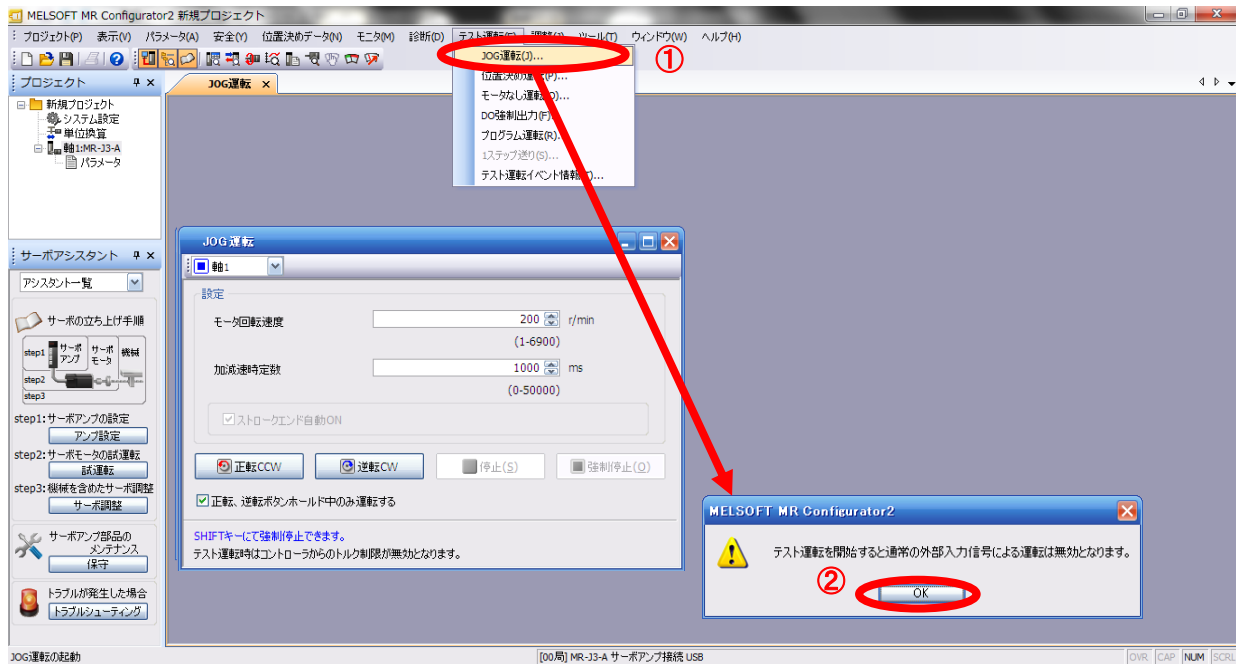 MELSOFT MR Configurator2 新規プロジェクト
プロジェクト(P) 表示(V) パラメータ(A) 安全(Y) 位置決めデータ(N) モニタ(M) 診断(D) 調整(J) ツール(T) ウィンドウ(W) ヘルプ(H)
JOG運転(J)...
①
位置決め運転(P)...
モータなし運転(O)...
DO強制出力(F)...
プログラム運転(R)...
1ステップ送り(S)...
テスト運転イベント情報
プロジェクト
JOG運転
新規プロジェクト
システム設定
単位換算
軸1:MR-J3-A
パラメータ
サーボアシスタント
アシスタント一覧
サーボの立ち上げ手順
step1 サーボアンプ サーボモータ 機械
step2
step3
step1:サーボアンプの設定
アンプ設定
step2:サーボモータの試運転
試運転
step3:機械を含めたサーボ調整
サーボ調整
サーボアンプ部品の
メンテナンス
保守
トラブルが発生した場合
トラブルシューティング
JOG 運転
軸1
設定
モータ回転速度 200 r/min
(1-6900)
加減速時定数 1000 ms
(0-50000)
ストロークエンド自動ON
正転CCW 逆転CW 停止(S) 強制停止(O)
正転、逆転ボタンホールド中のみ運転する
SHIFTキーにて強制停止できます。
テスト運転時はコントローラからのトルク制限が無効となります。
MELSOFT MR Configurator2
テスト運転を開始すると通常の外部入力信号による運転は無効となります。
②
OK
JOG運転の起動 [00局] MR-J3-A サーボアンプ接続 USB OVR CAP NUM SCRL